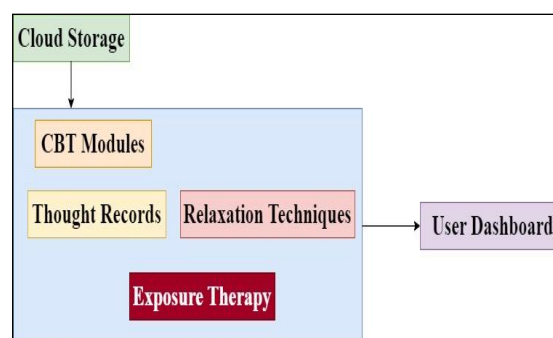 Cloud Storage
CBT Modules
Thought Records
Relaxation Techniques
User Dashboard
Exposure Therapy